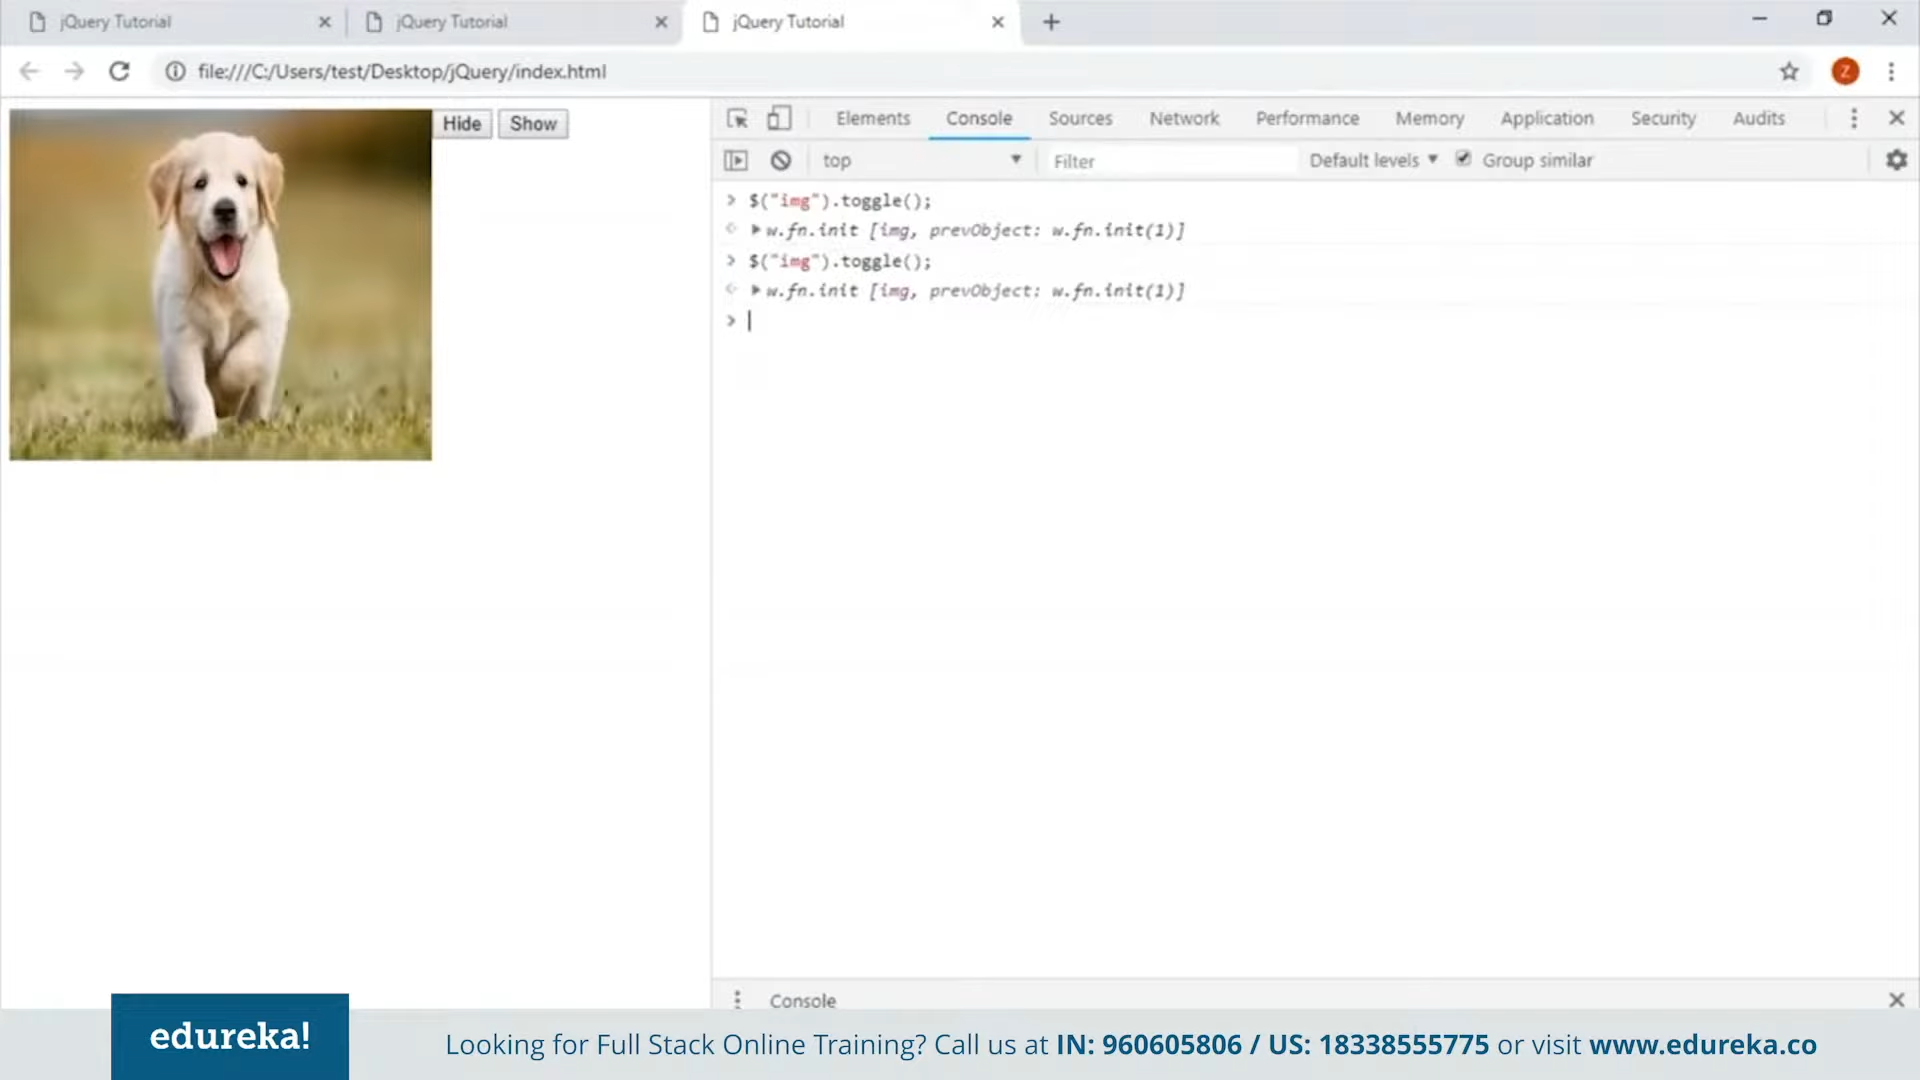 jQuery Tutorial
jQuery Tutorial
jQuery Tutorial
file:///C:/Users/test/Desktop/jQuery/index.html
Z
Hide Show
Elements Console Sources Network Performance Memory Application Security Audits
top Filter Default levels Group similar
> $("img").toggle();
w.fn.init [img, prevObject: w.fn.init(1)]
> $("img").toggle();
w.fn.init [img, prevObject: w.fn.init(1)]
>
Console
edureka!
Looking for Full Stack Online Training? Call us at IN: 960605806 / US: 18338555775 or visit www.edureka.co